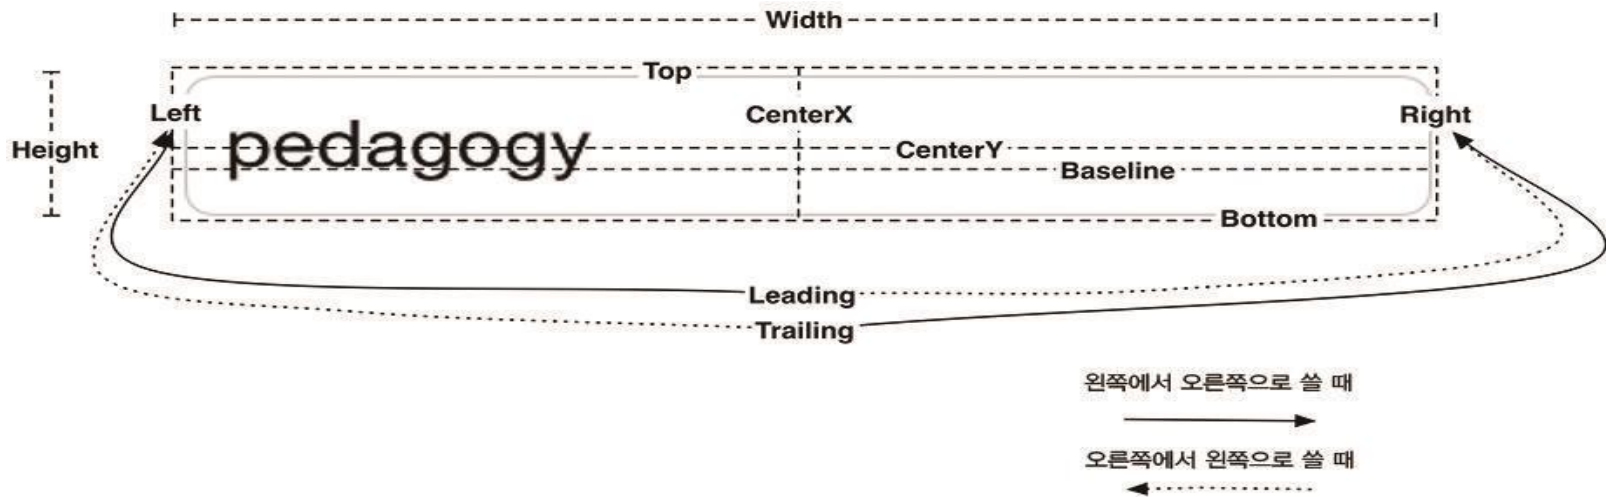 Width
Top
Left
CenterX
Right
pedagogy
Height
CenterY
Baseline
Bottom
Leading
Trailing
왼쪽에서 오른쪽으로 쓸 때
오른쪽에서 왼쪽으로 쓸 때